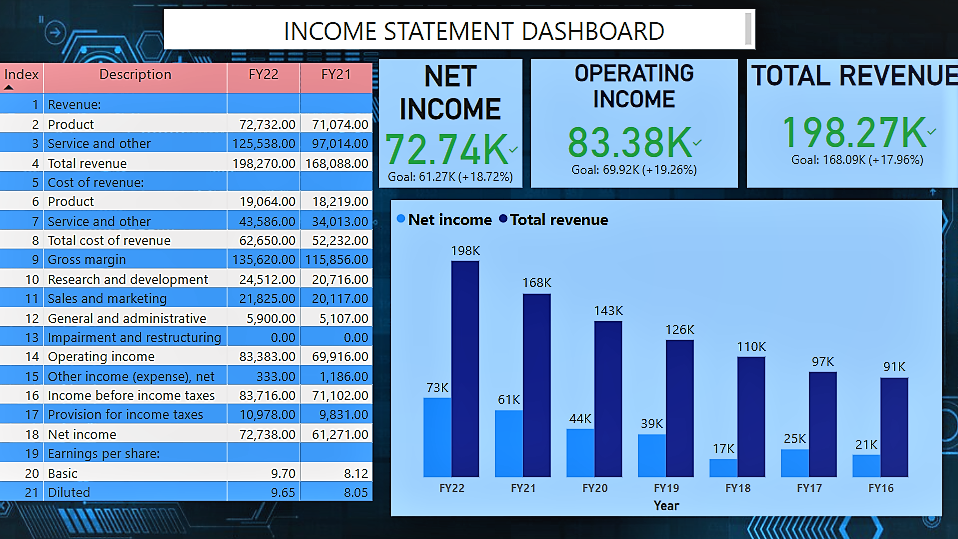 INCOME STATEMENT DASHBOARD
Index Description FY22 FY21
1 Revenue:
2 Product 72,732.00 71,074.00
3 Service and other 125,538.00 97,014.00
4 Total revenue 198,270.00 168,088.00
5 Cost of revenue:
6 Product 19,064.00 18,219.00
7 Service and other 43,586.00 34,013.00
8 Total cost of revenue 62,650.00 52,232.00
9 Gross margin 135,620.00 115,856.00
10 Research and development 24,512.00 20,716.00
11 Sales and marketing 21,825.00 20,117.00
12 General and administrative 5,900.00 5,107.00
13 Impairment and restructuring 0.00 0.00
14 Operating income 83,383.00 69,916.00
15 Other income (expense), net 333.00 1,186.00
16 Income before income taxes 83,716.00 71,102.00
17 Provision for income taxes 10,978.00 9,831.00
18 Net income 72,738.00 61,271.00
19 Earnings per share:
20 Basic 9.70 8.12
21 Diluted 9.65 8.05
NET
INCOME
72.74K
Goal: 61.27K (+18.72%)
OPERATING
INCOME
83.38K
Goal: 69.92K (+19.26%)
TOTAL REVENUE
198.27K
Goal: 168.09K (+17.96%)
Net income Total revenue
198K
168K
143K
126K
110K
97K
91K
73K
61K
44K
39K
17K
25K
21K
FY22 FY21 FY20 FY19 FY18 FY17 FY16
Year